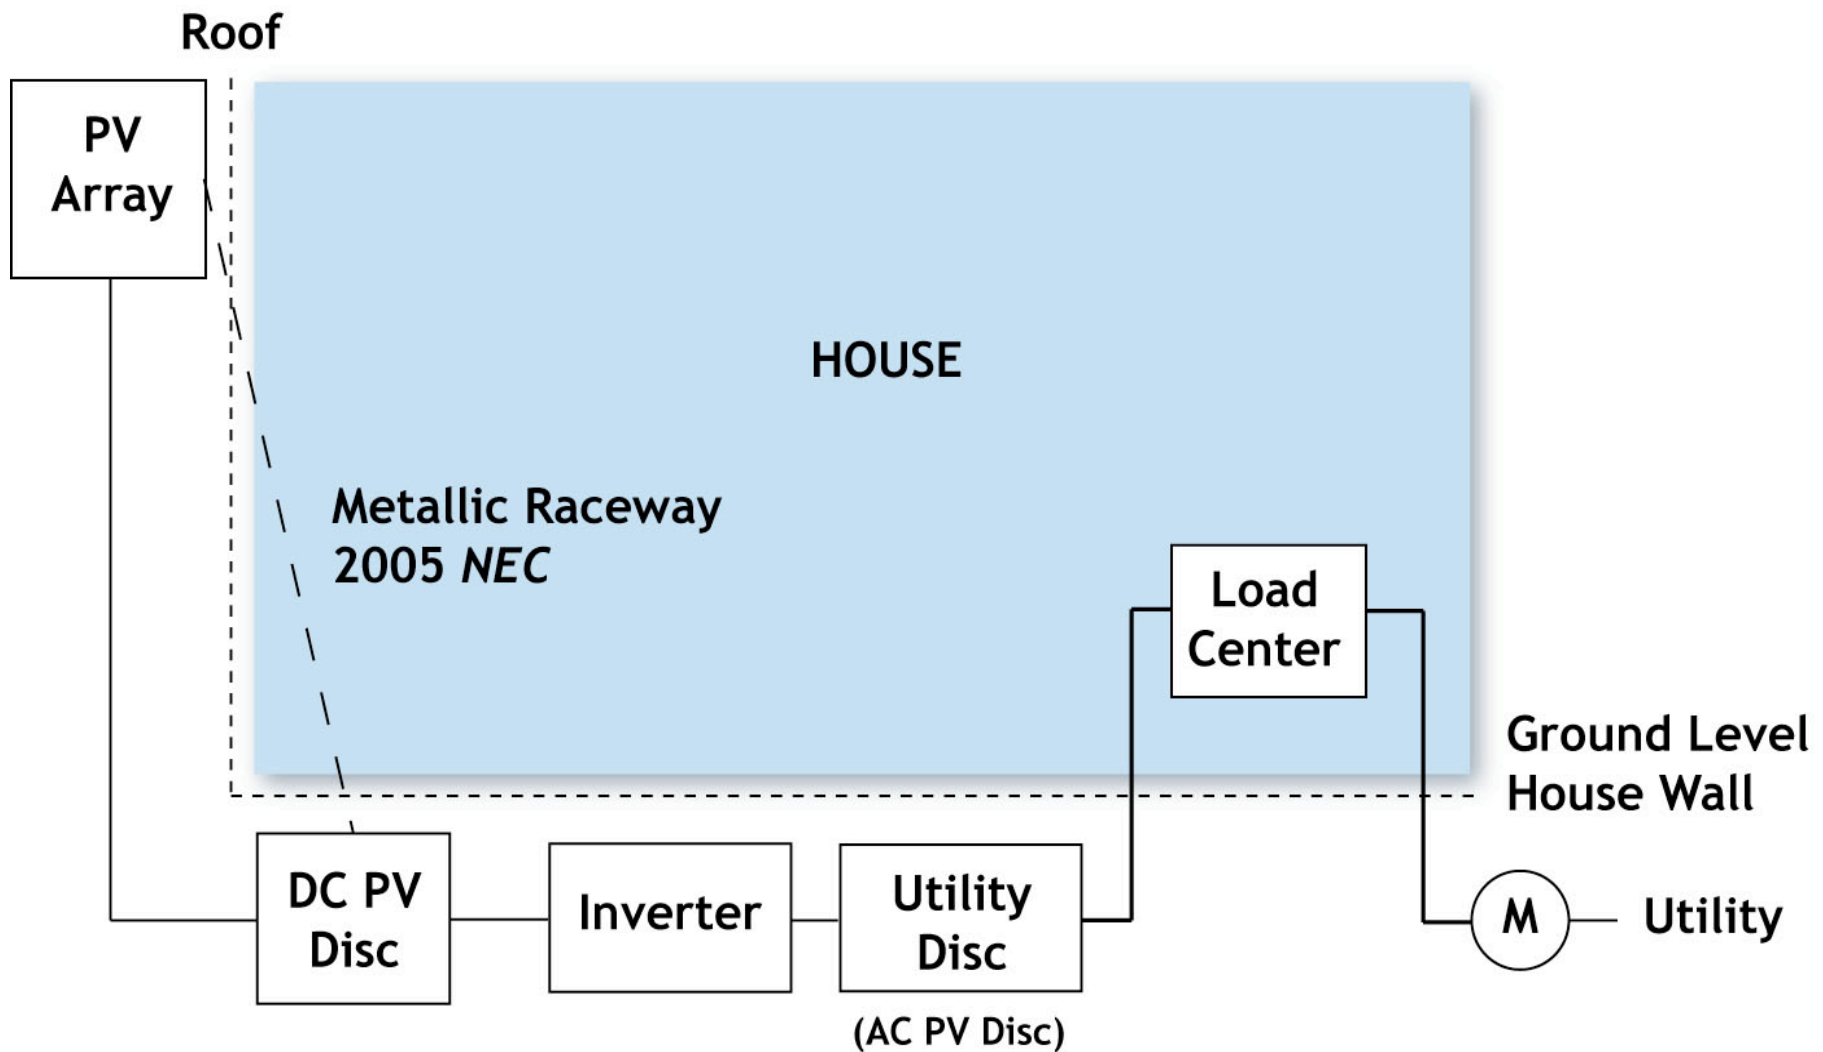 Roof
PV
Array
HOUSE
Metallic Raceway
2005 NEC
Load
Center
Ground Level
House Wall
DC PV
Disc
Inverter
Utility
Disc
(AC PV Disc)
M
Utility